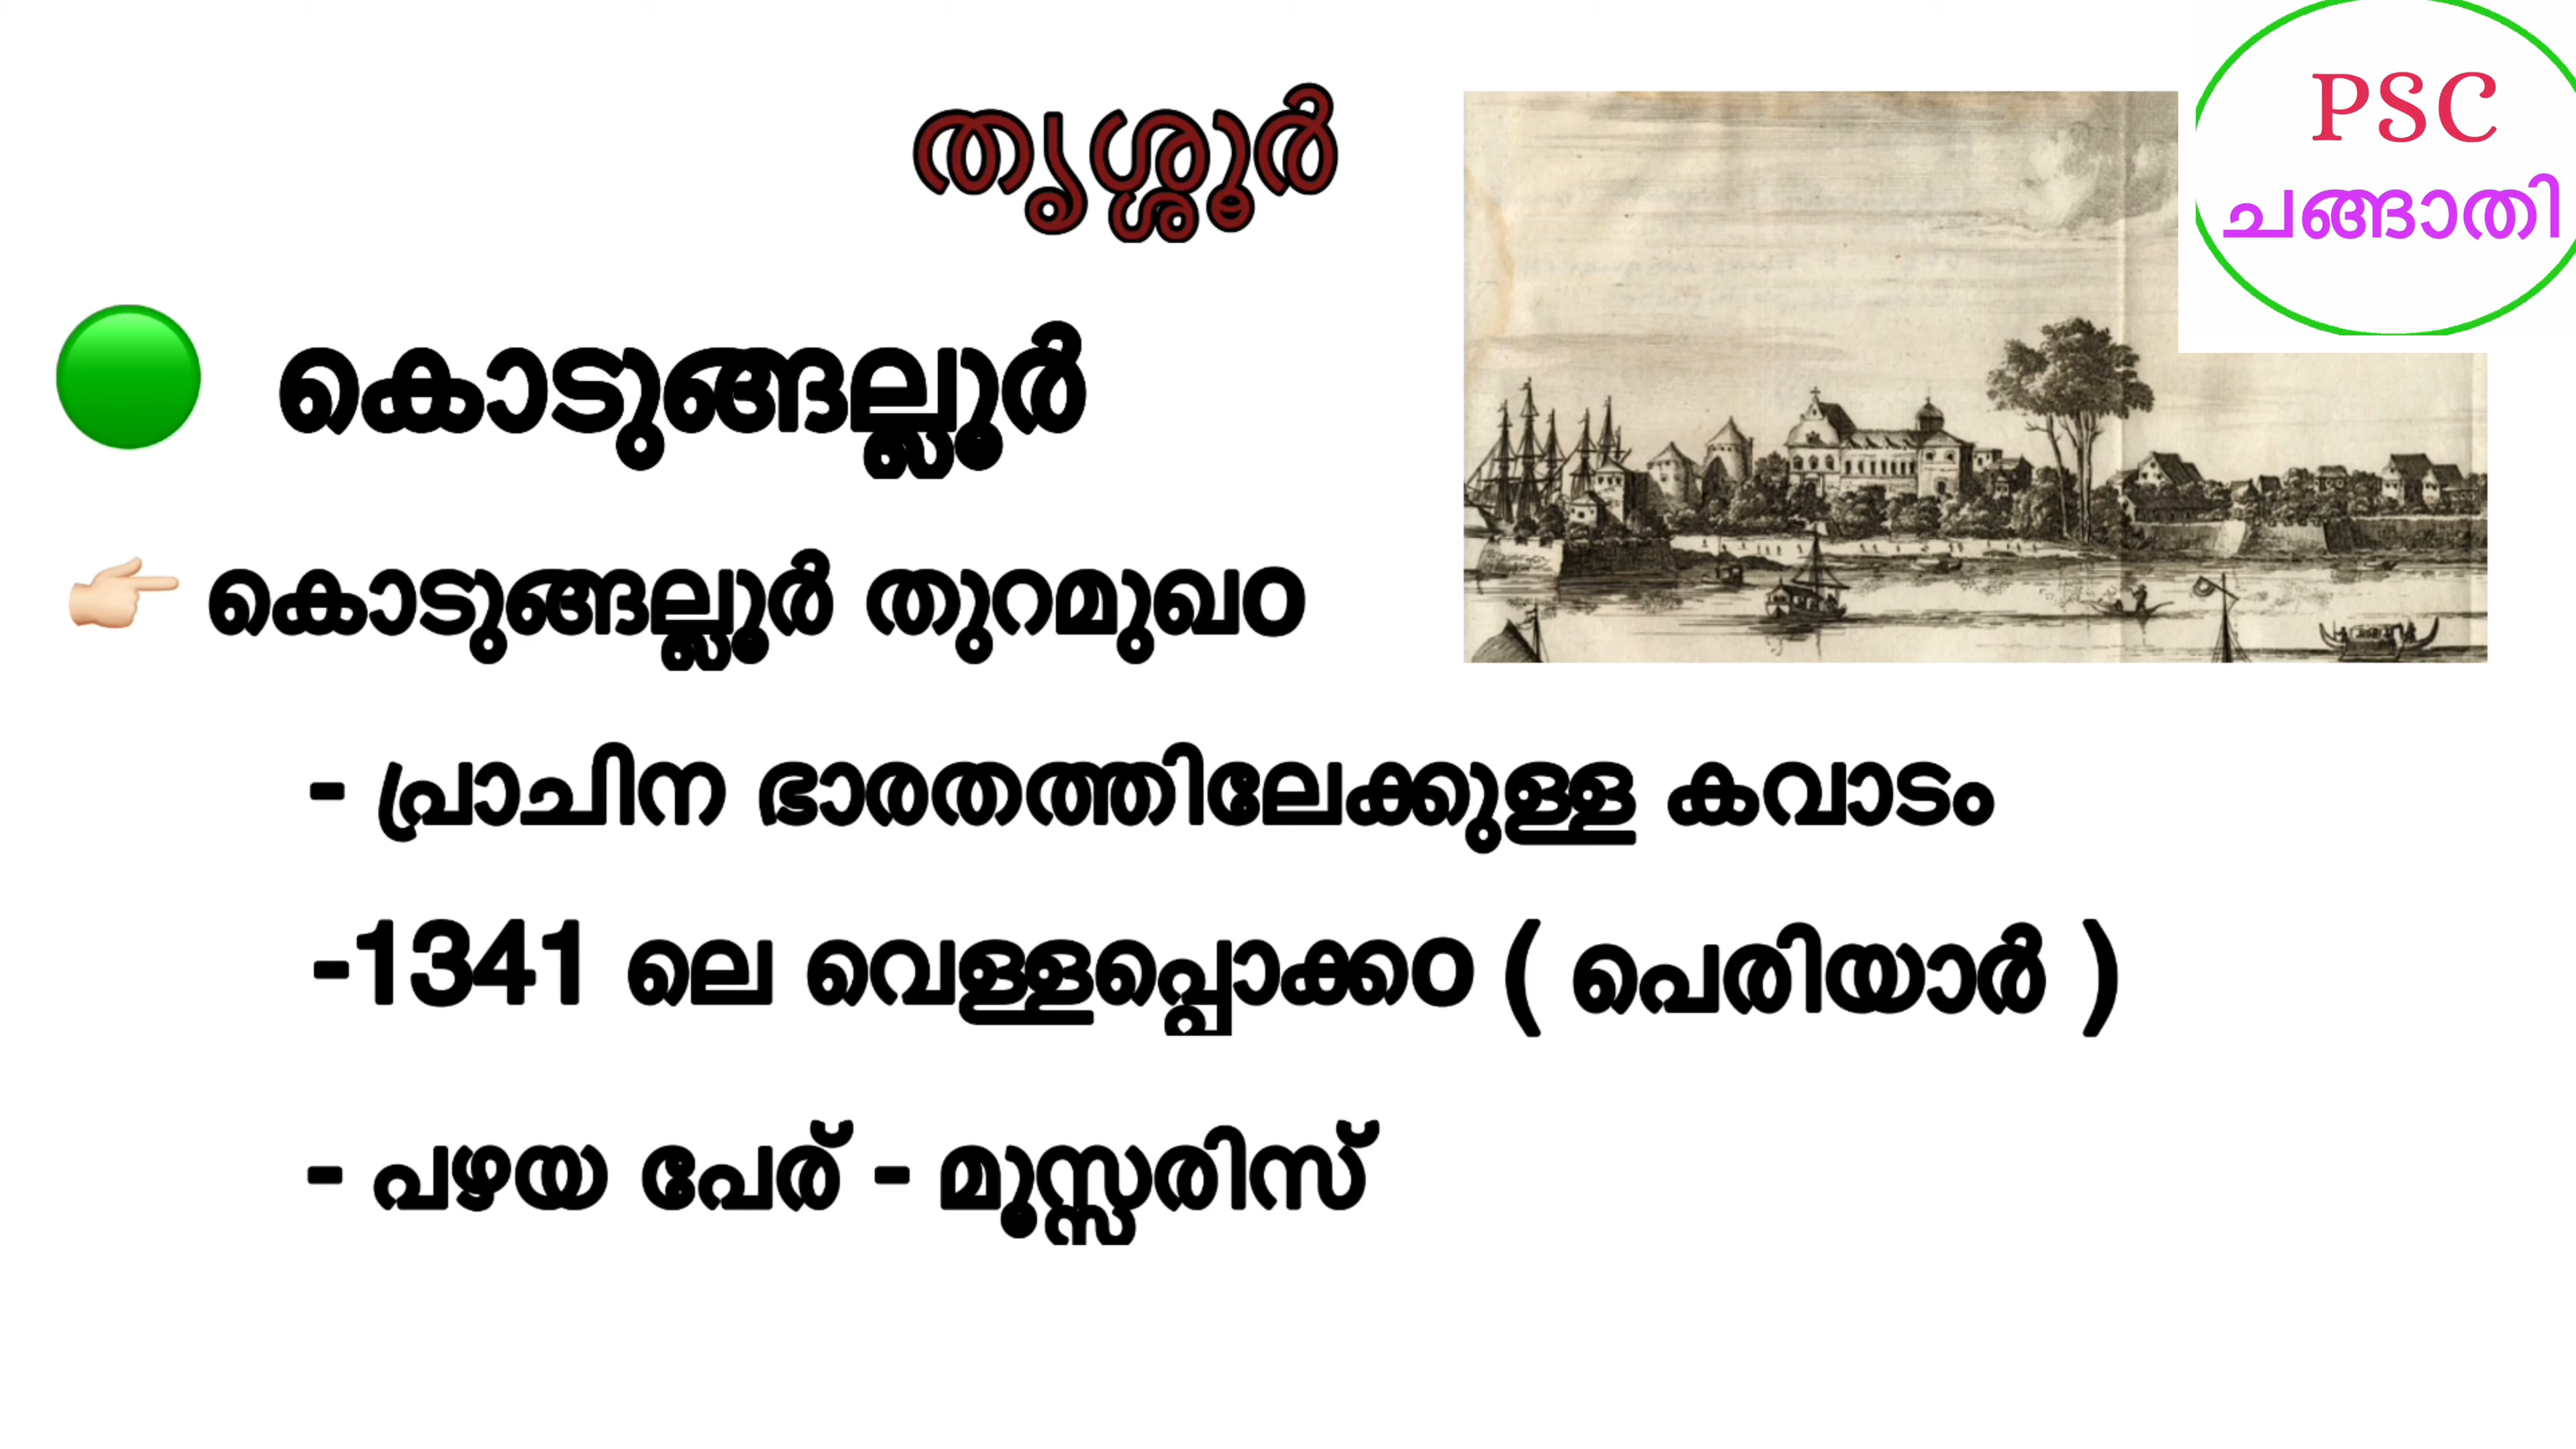 തൃശ്ശൂർ
PSC
ചങ്ങാതി
കൊടുങ്ങല്ലൂർ
കൊടുങ്ങല്ലൂർ തുറമുഖം
- പ്രാചിന ഭാരതത്തിലേക്കുള്ള കവാടം
-1341 ലെ വെള്ളപ്പൊക്കം ( പെരിയാർ )
- പഴയ പേര് - മൂസ്സരിസ്